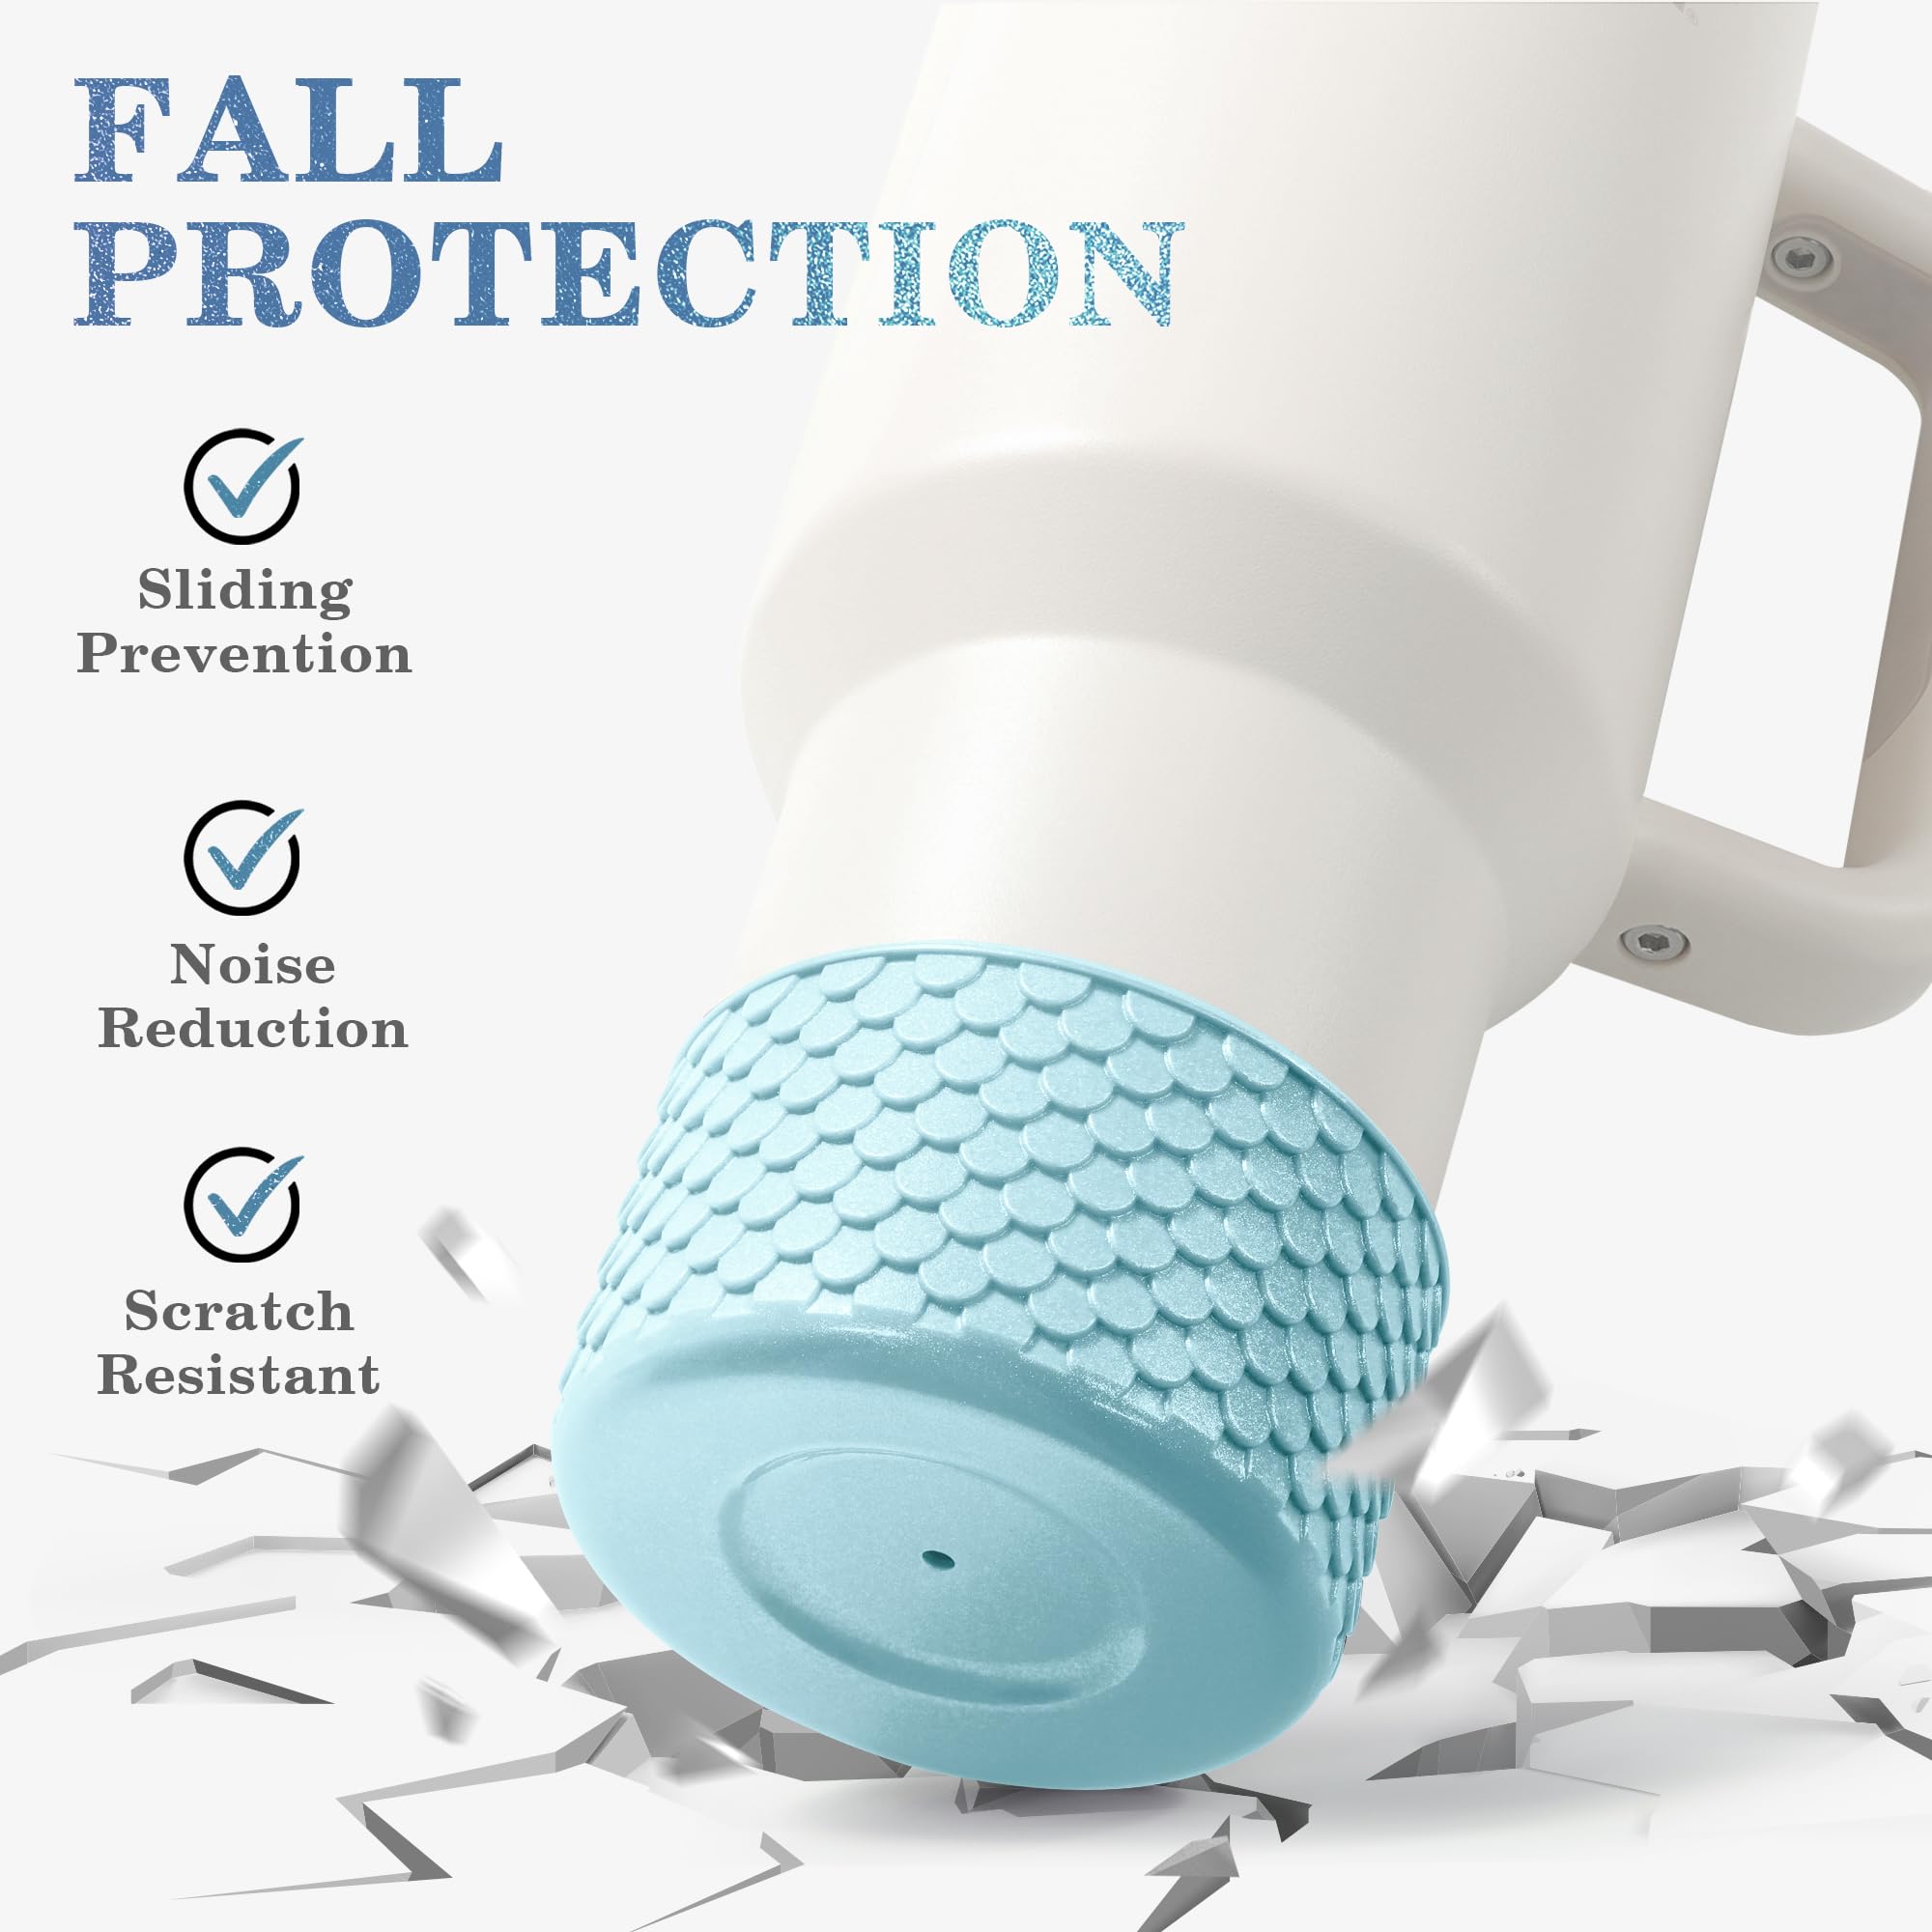 FALL
PROTECTION
Sliding
Prevention
Noise
Reduction
Scratch
Resistant